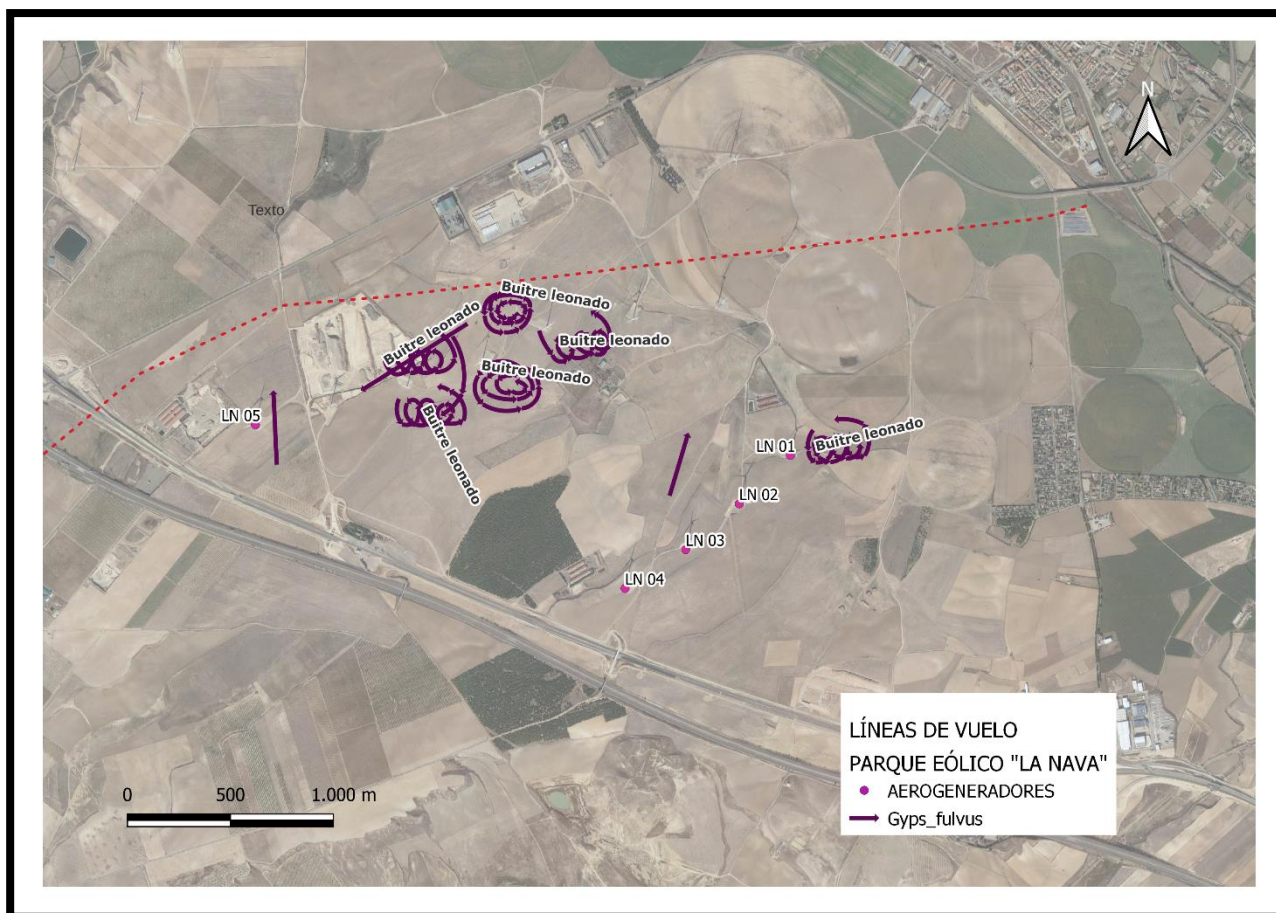 N
Texto
Buitre leonado
Buitre leonado
Buitre leonado
Buitre leonado
Buitre leonado
Buitre leonado
LN 05
LN 01
LN 02
LN 03
LN 04
0 500 1.000 m
LÍNEAS DE VUELO
PARQUE EÓLICO "LA NAVA"
AEROGENERADORES
Gyps_fulvus